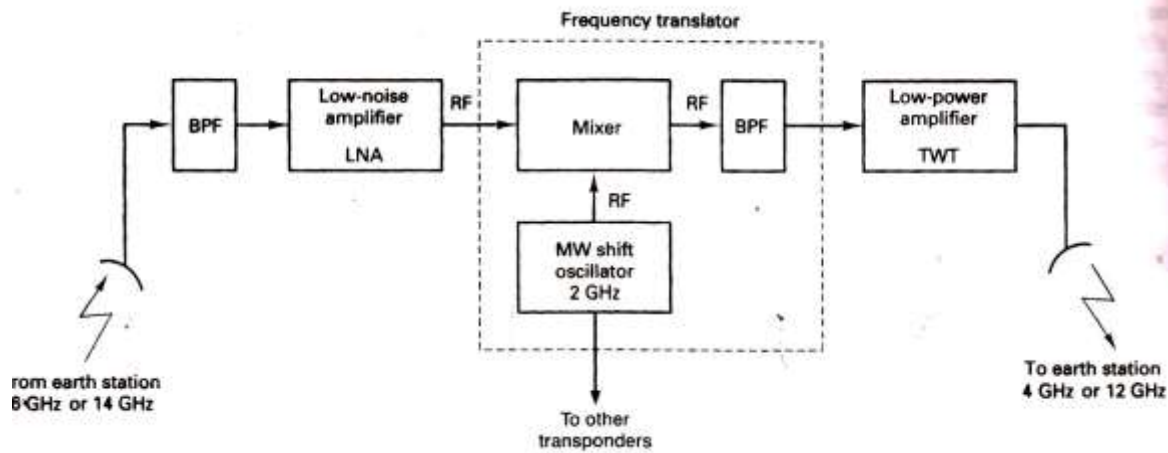 Frequency translator
BPF
Low-noise
amplifier
LNA
RF
Mixer
RF
BPF
Low-power
amplifier
TWT
RF
MW shift
oscillator
2 GHz
rom earth station
6 GHz or 14 GHz
To other
transponders
To earth station
4 GHz or 12 GHz